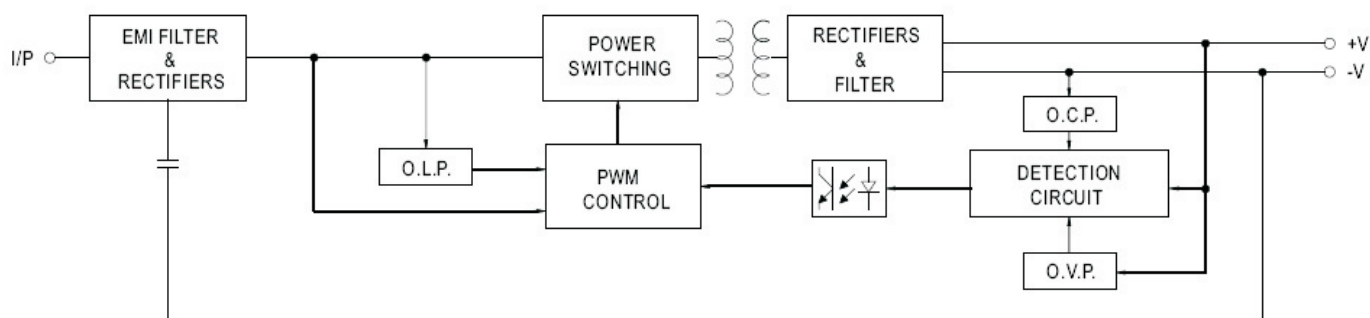 I/P
EMI FILTER
&
RECTIFIERS
POWER
SWITCHING
RECTIFIERS
&
FILTER
+V
-V
O.C.P.
O.L.P.
PWM
CONTROL
DETECTION
CIRCUIT
O.V.P.